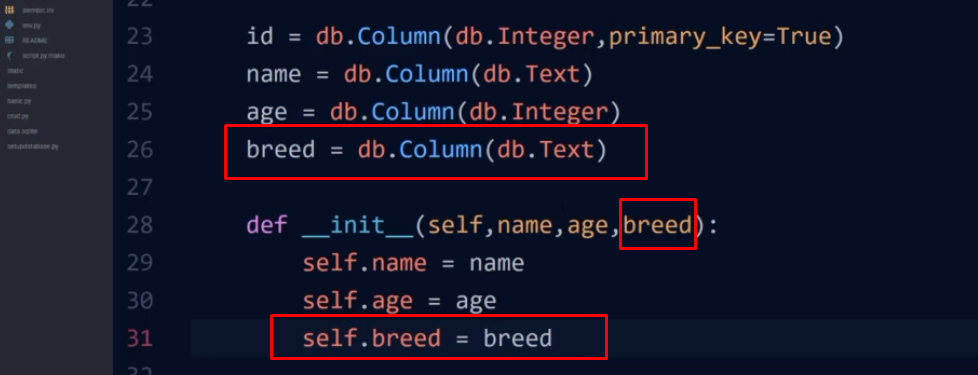 alembic.ini
env.py
README
script.py.mako
static
templates
basic.py
crud.py
data.sqlite
setupdatabase.py
22
23 id = db.Column(db.Integer,primary_key=True)
24 name = db.Column(db.Text)
25 age = db.Column(db.Integer)
26 breed = db.Column(db.Text)
27
28 def __init__(self,name,age,breed):
29 self.name = name
30 self.age = age
31 self.breed = breed
32